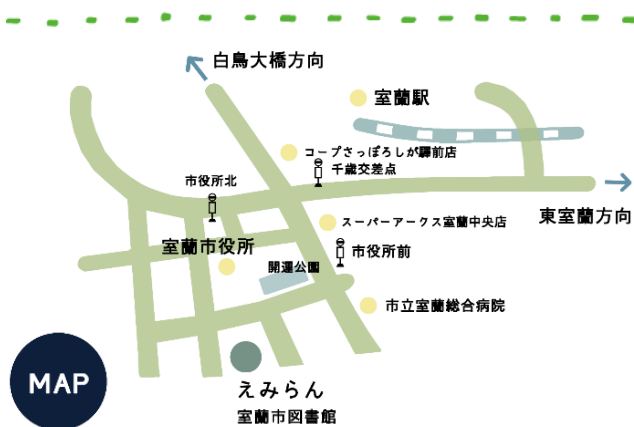 白鳥大橋方向
室蘭駅
コープさっぽろしが驛前店
千歳交差点
市役所北
東室蘭方向
スーパーアークス室蘭中央店
室蘭市役所
市役所前
開運公園
市立室蘭総合病院
MAP
えみらん
室蘭市図書館